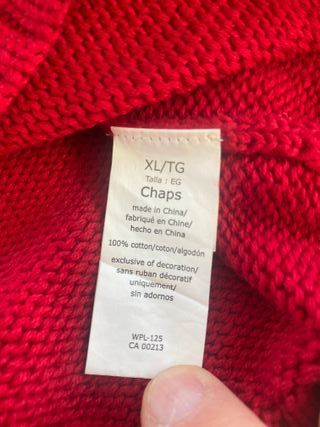 XL/TG
Talla : EG
Chaps
made in China/
fabriqué en Chine/
hecho en China
100% cotton/coton/algodón
exclusive of decoration/
sans ruban décoratif
uniquement/
sin adornos
WPL-125
CA 00213